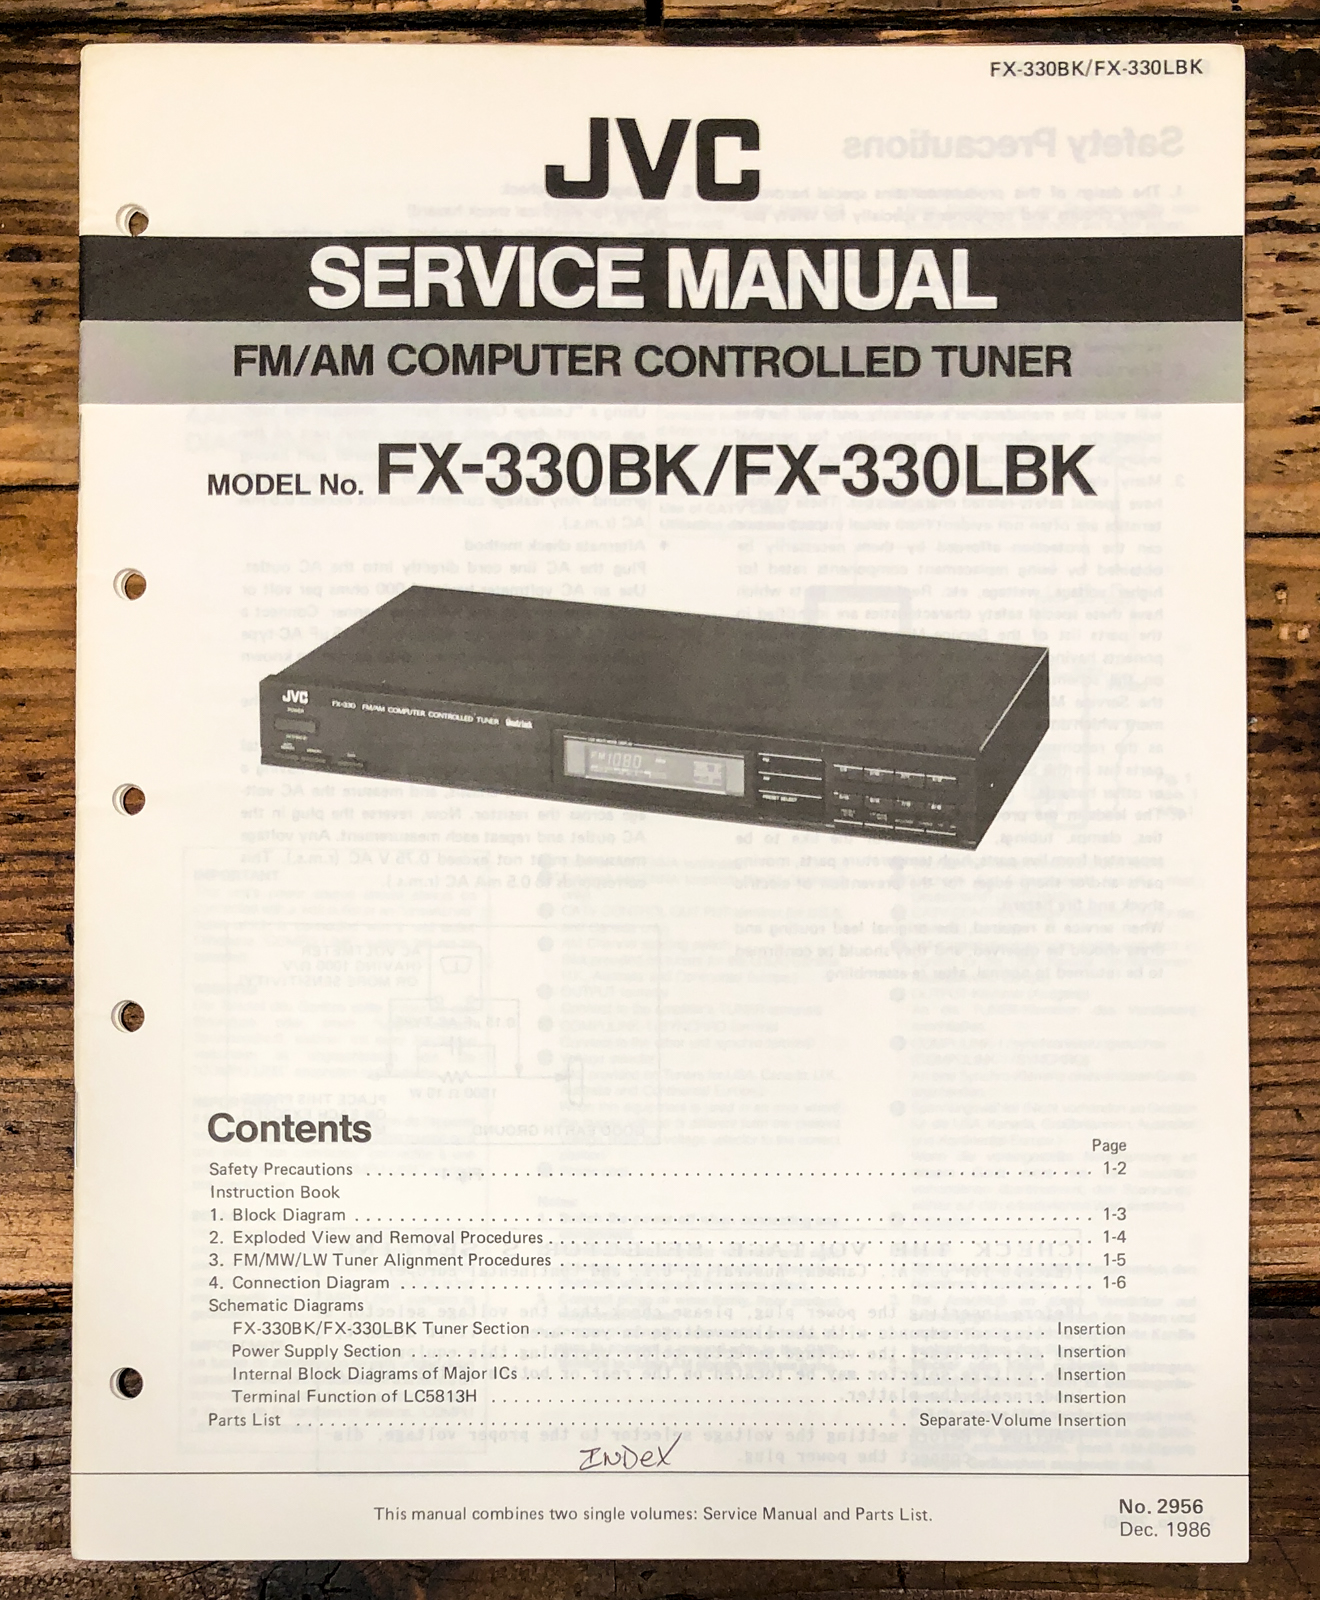 FX-330BK/FX-330LBK
JVC
SERVICE MANUAL
FM/AM COMPUTER CONTROLLED TUNER
MODEL No. FX-330BK/FX-330LBK
JVC
POWER
FX-330 FM/AM COMPUTER CONTROLLED TUNER
FM 1080
PRESET SELECT
Contents
Page
Safety Precautions . . . . . . . . . . . . . . . . . . . . 1-2
Instruction Book
1. Block Diagram . . . . . . . . . . . . . . . . . . . . 1-3
2. Exploded View and Removal Procedures . . . . . . . . . . . . . . . . . . . . 1-4
3. FM/MW/LW Tuner Alignment Procedures . . . . . . . . . . . . . . . . . . . . 1-5
4. Connection Diagram . . . . . . . . . . . . . . . . . . . . 1-6
Schematic Diagrams
FX-330BK/FX-330LBK Tuner Section . . . . . . . . . . . . . . . . . . . . Insertion
Power Supply Section . . . . . . . . . . . . . . . . . . . . Insertion
Internal Block Diagrams of Major ICs . . . . . . . . . . . . . . . . . . . . Insertion
Terminal Function of LC5813H . . . . . . . . . . . . . . . . . . . . Insertion
Parts List . . . . . . . . . . . . . . . . . . . . Separate-Volume Insertion
INDEX
This manual combines two single volumes: Service Manual and Parts List.
No. 2956
Dec. 1986